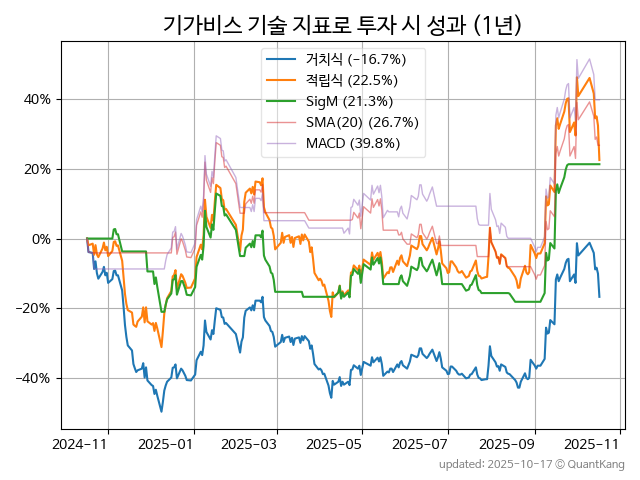 기가비스 기술 지표로 투자 시 성과 (1년)
거치식 (-16.7%)
적립식 (22.5%)
SigM (21.3%)
SMA(20) (26.7%)
MACD (39.8%)
40%
20%
0%
−20%
−40%
2024-11 2025-01 2025-03 2025-05 2025-07 2025-09 2025-11
updated: 2025-10-17 © QuantKang